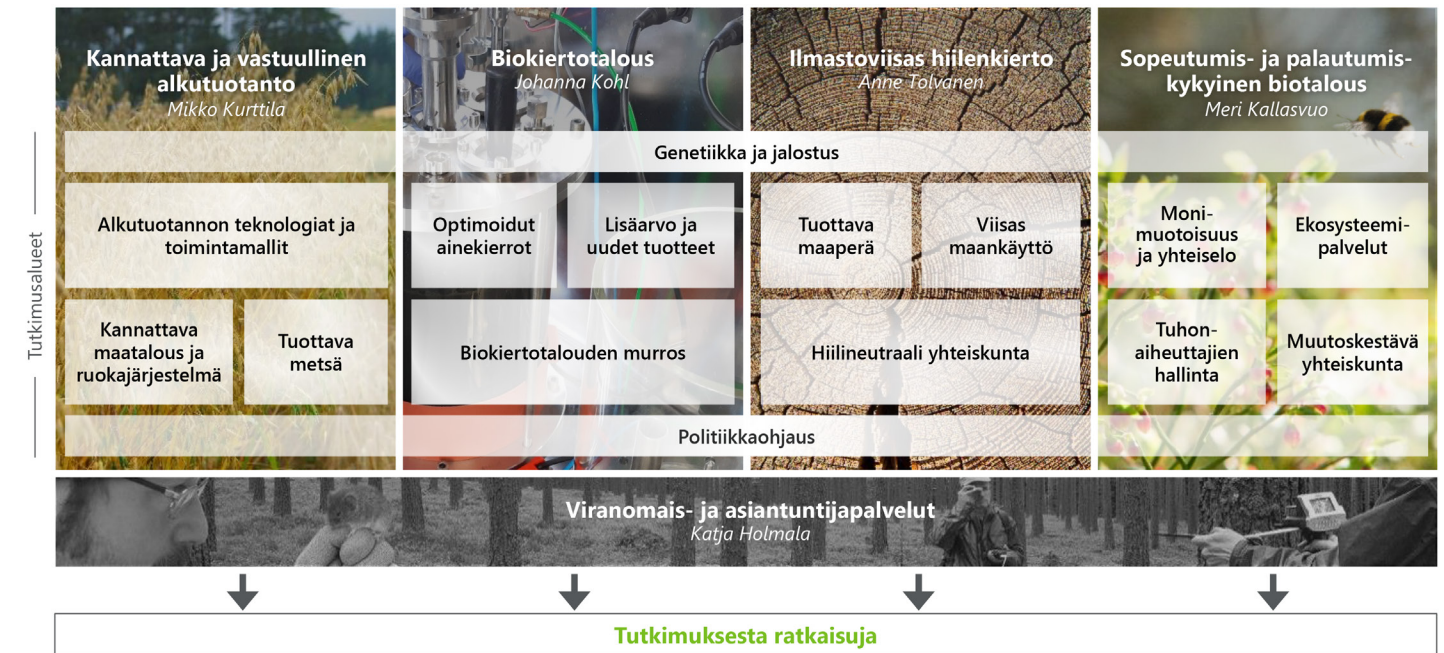 Kannattava ja vastuullinen
alkutuotanto
Mikko Kurttila
Biokiertotalous
Johanna Kohl
Ilmastoviisas hiilenkierto
Anne Tolvanen
Sopeutumis- ja palautumis-
kykyinen biotalous
Meri Kallasvuo
Tutkimusalueet
Genetiikka ja jalostus
Alkutuotannon teknologiat ja
toimintamallit
Kannattava
maatalous ja
ruokajärjestelmä
Tuottava
metsä
Optimoidut
ainekierrot
Lisäarvo ja
uudet tuotteet
Biokiertotalouden murros
Tuottava
maaperä
Viisas
maankäyttö
Hiilineutraali yhteiskunta
Moni-
muotoisuus
ja yhteiselo
Ekosysteemi-
palvelut
Tuhon-
aiheuttajien
hallinta
Muutoskestävä
yhteiskunta
Politiikkaohjaus
Viranomais- ja asiantuntijapalvelut
Katja Holmala
Tutkimuksesta ratkaisuja